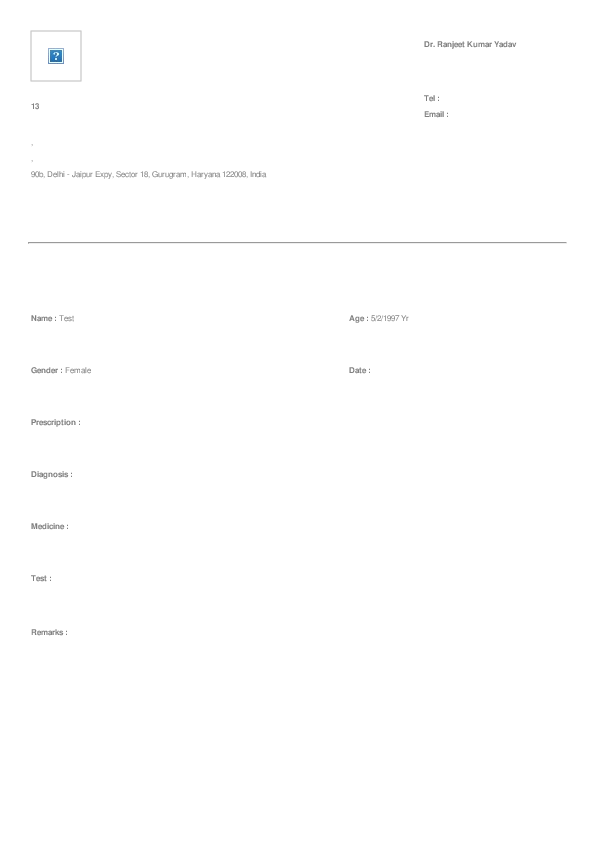 Dr. Ranjeet Kumar Yadav
Tel :
13
Email :
.
.
90b, Delhi - Jaipur Expy, Sector 18, Gurugram, Haryana 122008, India
Name : Test
Age : 5/2/1997 Yr
Gender : Female
Date :
Prescription :
Diagnosis :
Medicine :
Test :
Remarks :